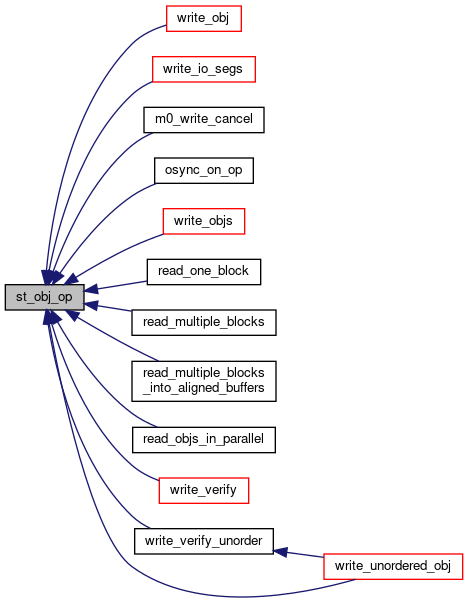 write_obj
write_io_segs
m0_write_cancel
osync_on_op
write_objs
read_one_block
st_obj_op
read_multiple_blocks
read_multiple_blocks
_into_aligned_buffers
read_objs_in_parallel
write_verify
write_verify_unorder
write_unordered_obj